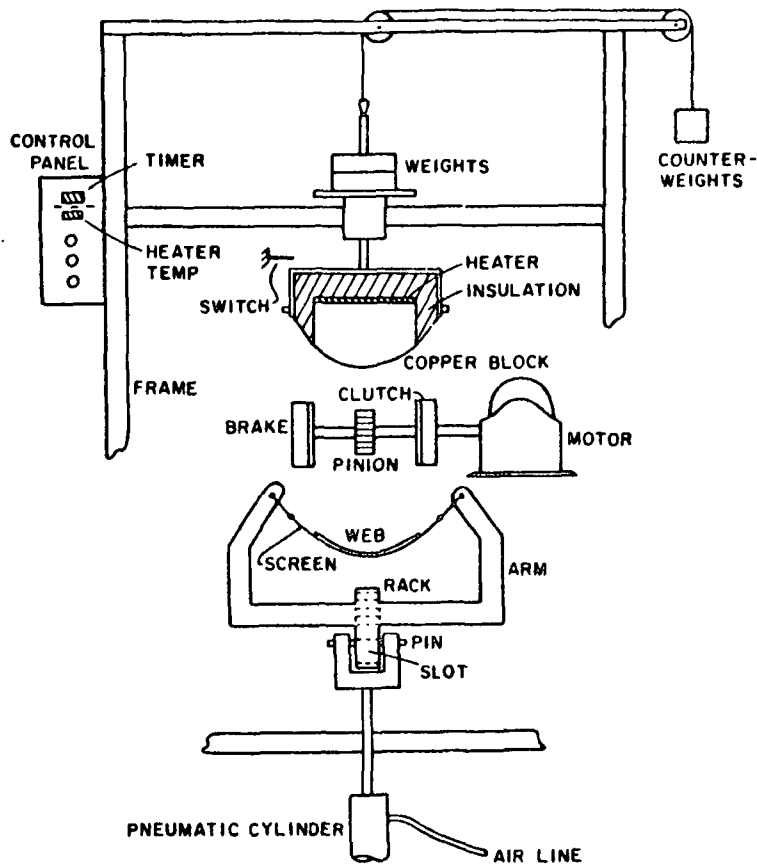 CONTROL
PANEL
TIMER
HEATER
TEMP
WEIGHTS
COUNTER-
WEIGHTS
SWITCH
HEATER
INSULATION
COPPER BLOCK
FRAME
CLUTCH
BRAKE
PINION
MOTOR
WEB
SCREEN
RACK
ARM
PIN
SLOT
PNEUMATIC CYLINDER
AIR LINE